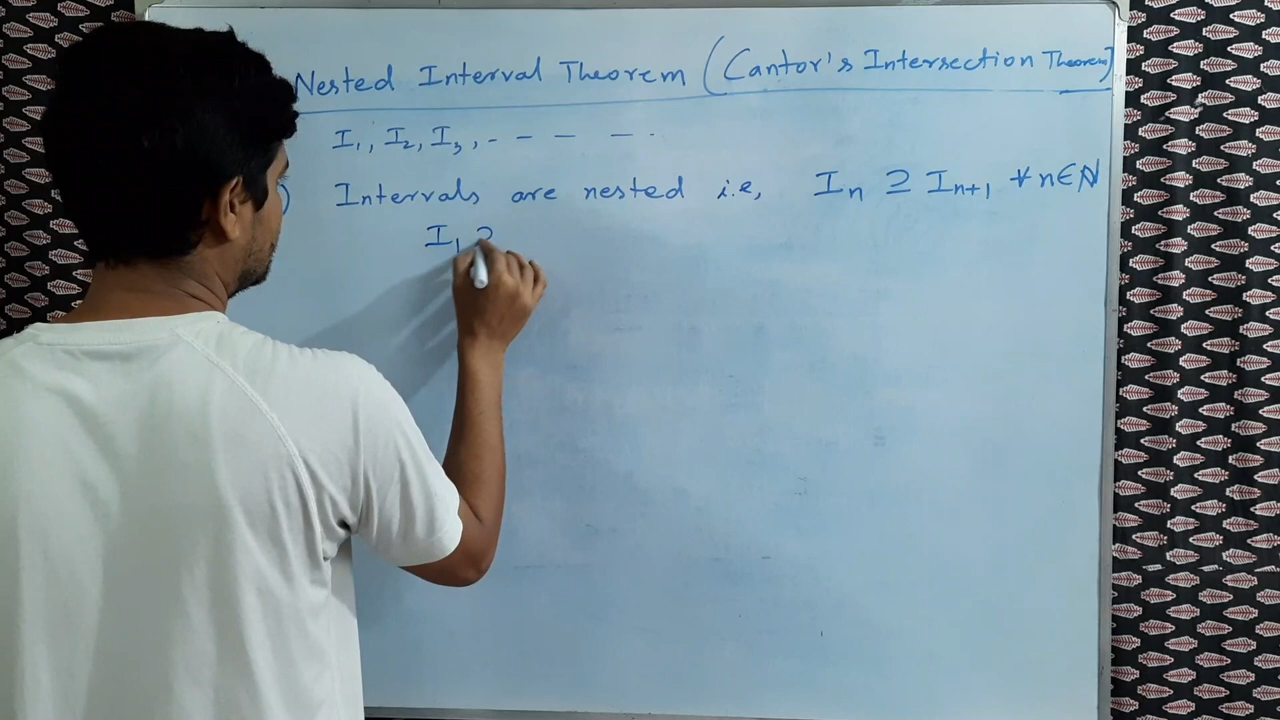 Nested Interval Theorem (Cantor's Intersection Theorem]
I₁, I₂, I₃, - - - - .
) Intervals are nested i.e, Iₙ ⊇ Iₙ₊₁ ∀ n ∈ ℕ
I₁ ⊇